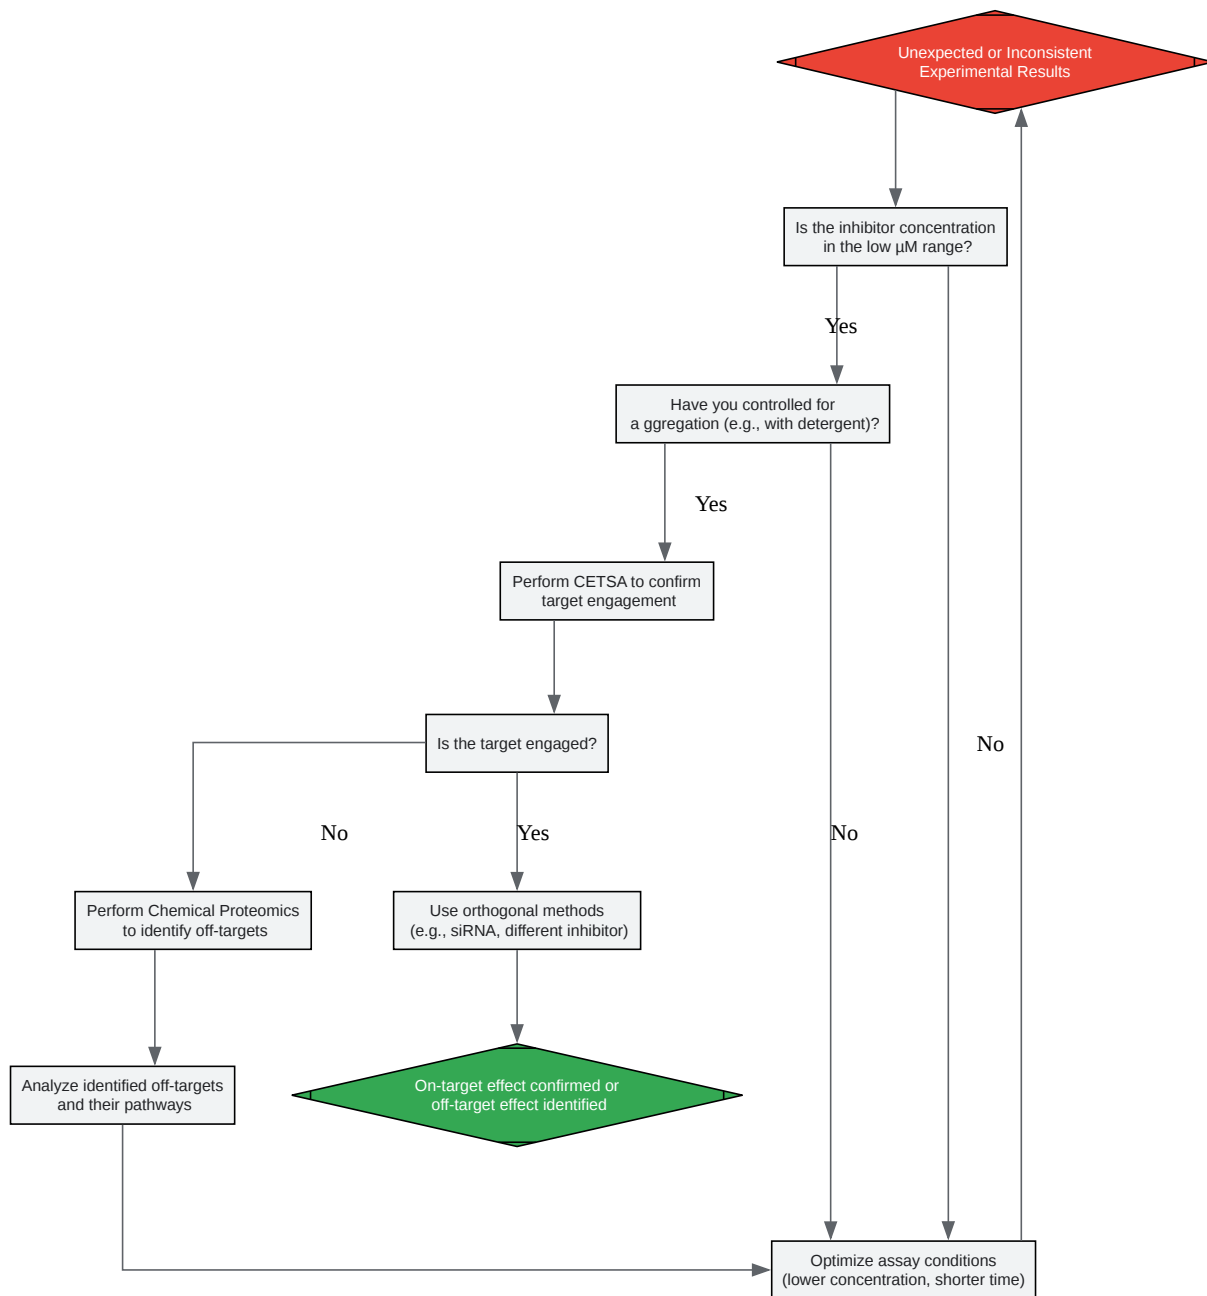 Unexpected or Inconsistent
Experimental Results
Is the inhibitor concentration
in the low µM range?
Yes
Have you controlled for
a ggregation (e.g., with detergent)?
Yes
Perform CETSA to confirm
target engagement
Is the target engaged?
No
No
Yes
No
Perform Chemical Proteomics
to identify off-targets
Use orthogonal methods
(e.g., siRNA, different inhibitor)
Analyze identified off-targets
and their pathways
On-target effect confirmed or
off-target effect identified
Optimize assay conditions
(lower concentration, shorter time)